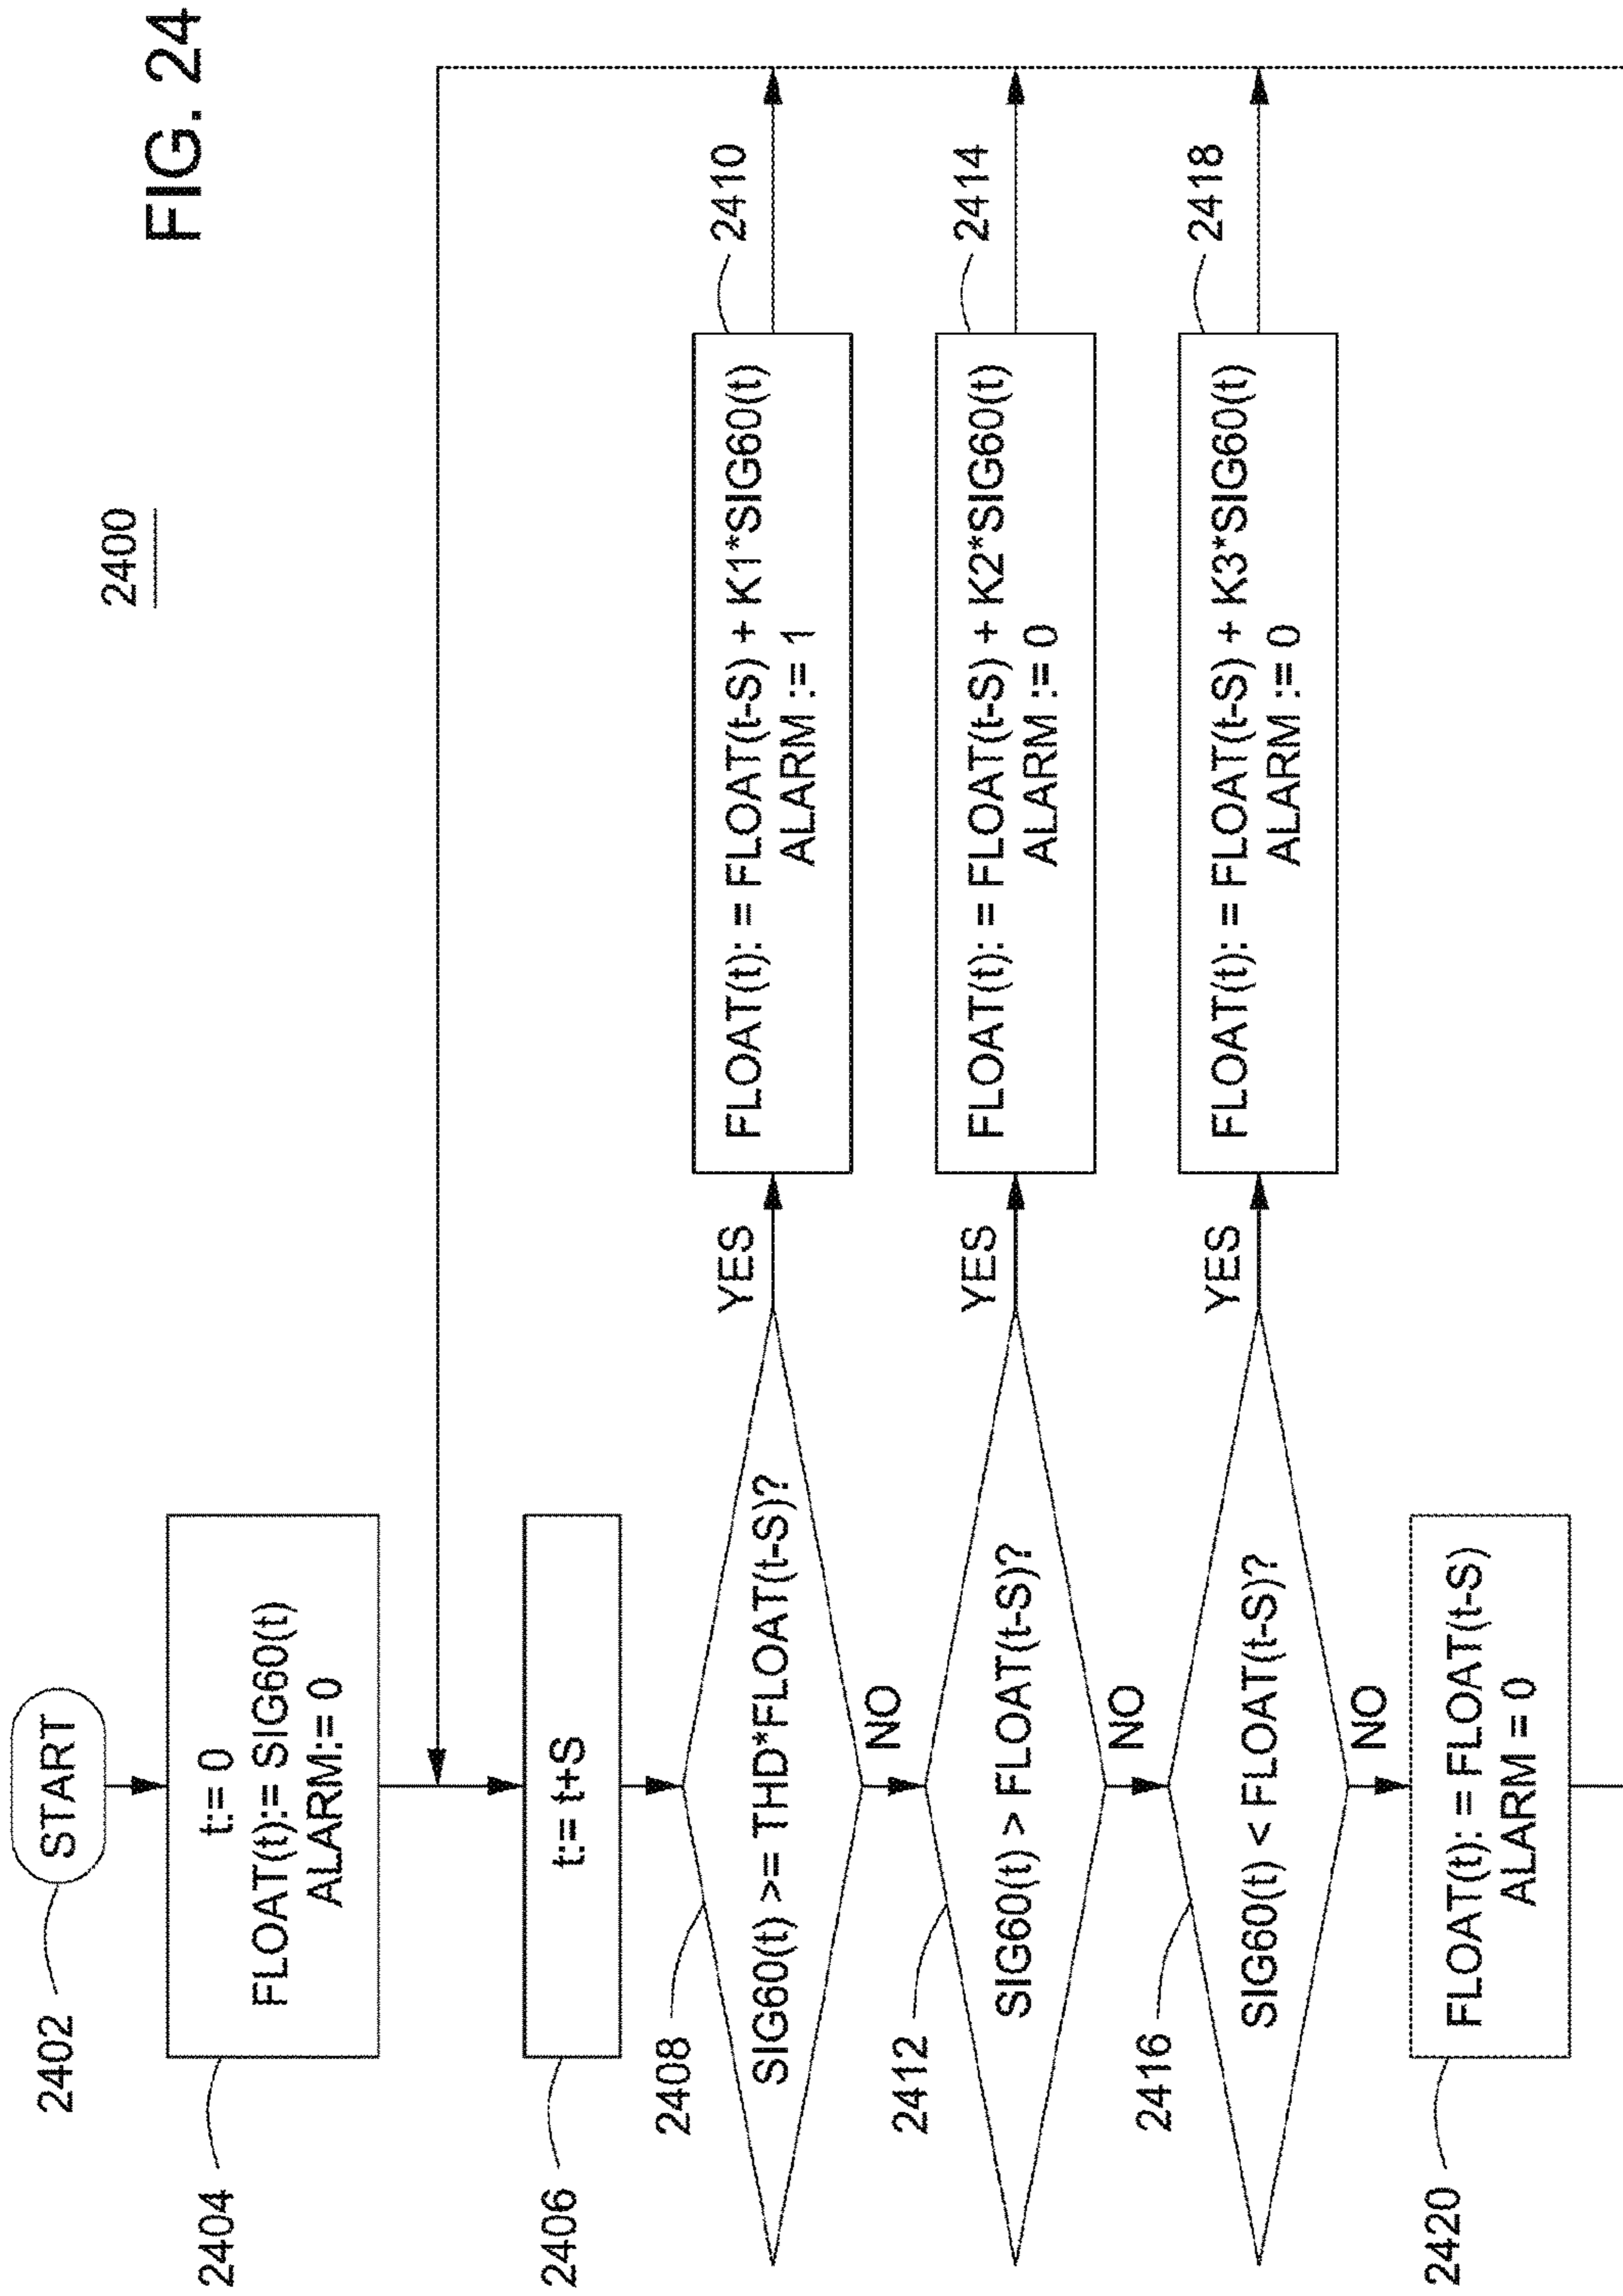 FIG. 24
2400
START
2402
t:= 0
FLOAT(t):= SIG60(t)
ALARM:= 0
2404
t:= t+S
2406
SIG60(t) >= THD*FLOAT(t-S)?
2408
YES
NO
FLOAT(t): = FLOAT(t-S) + K1*SIG60(t)
ALARM := 1
2410
SIG60(t) > FLOAT(t-S)?
2412
YES
NO
FLOAT(t): = FLOAT(t-S) + K2*SIG60(t)
ALARM := 0
2414
SIG60(t) < FLOAT(t-S)?
2416
YES
NO
FLOAT(t): = FLOAT(t-S) + K3*SIG60(t)
ALARM := 0
2418
FLOAT(t): = FLOAT(t-S)
ALARM = 0
2420